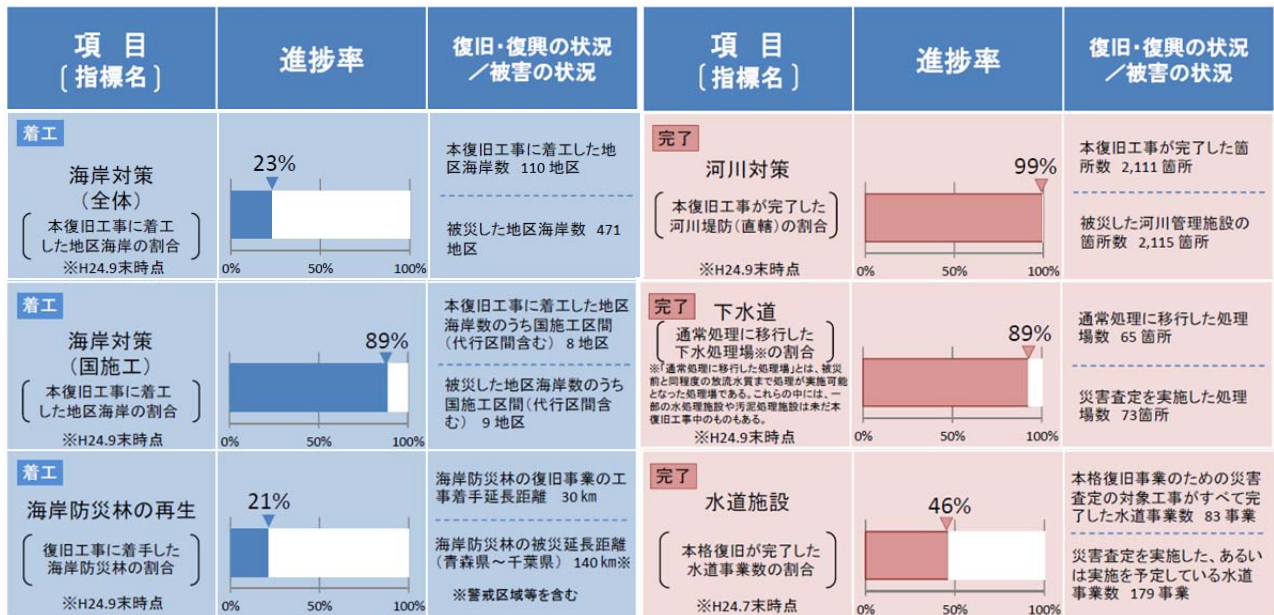 項　目
〔 指標名 〕
進捗率
復旧・復興の状況
／被害の状況
着工
海岸対策
（全体）
本復旧工事に着工
した地区海岸の割合
※H24.9末時点
23%
0%
50%
100%
本復旧工事に着工した地
区海岸数 110 地区
被災した地区海岸数 471
地区
着工
海岸対策
（国施工）
本復旧工事に着工
した地区海岸の割合
※H24.9末時点
89%
0%
50%
100%
本復旧工事に着工した地区
海岸数のうち国施工区間
（代行区間含む） 8 地区
被災した地区海岸数のうち
国施工区間（代行区間含
む） 9 地区
着工
海岸防災林の再生
復旧工事に着手した
海岸防災林の割合
※H24.9末時点
21%
0%
50%
100%
海岸防災林の復旧事業の工
事着手延長距離 30 km
海岸防災林の被災延長距離
（青森県～千葉県） 140 km※
※警戒区域等を含む
項　目
〔 指標名 〕
進捗率
復旧・復興の状況
／被害の状況
完了
河川対策
本復旧工事が完了した
河川堤防（直轄）の割合
※H24.9末時点
99%
0%
50%
100%
本復旧工事が完了した箇
所数 2,111 箇所
被災した河川管理施設の
箇所数 2,115 箇所
完了
下水道
通常処理に移行した
下水処理場※の割合
※「通常処理に移行した処理場」とは、被災
前と同程度の放流水質まで処理が実施可能
となった処理場である。これらの中には、一
部の水処理施設や汚泥処理施設は未だ本
復旧工事中のものもある。
※H24.9末時点
89%
0%
50%
100%
通常処理に移行した処理
場数 65 箇所
災害査定を実施した処理
場数 73箇所
完了
水道施設
本格復旧が完了した
水道事業数の割合
※H24.7末時点
46%
0%
50%
100%
本格復旧事業のための災害
査定の対象工事がすべて完
了した水道事業数 83 事業
災害査定を実施した、あるい
は実施を予定している水道
事業数 179 事業